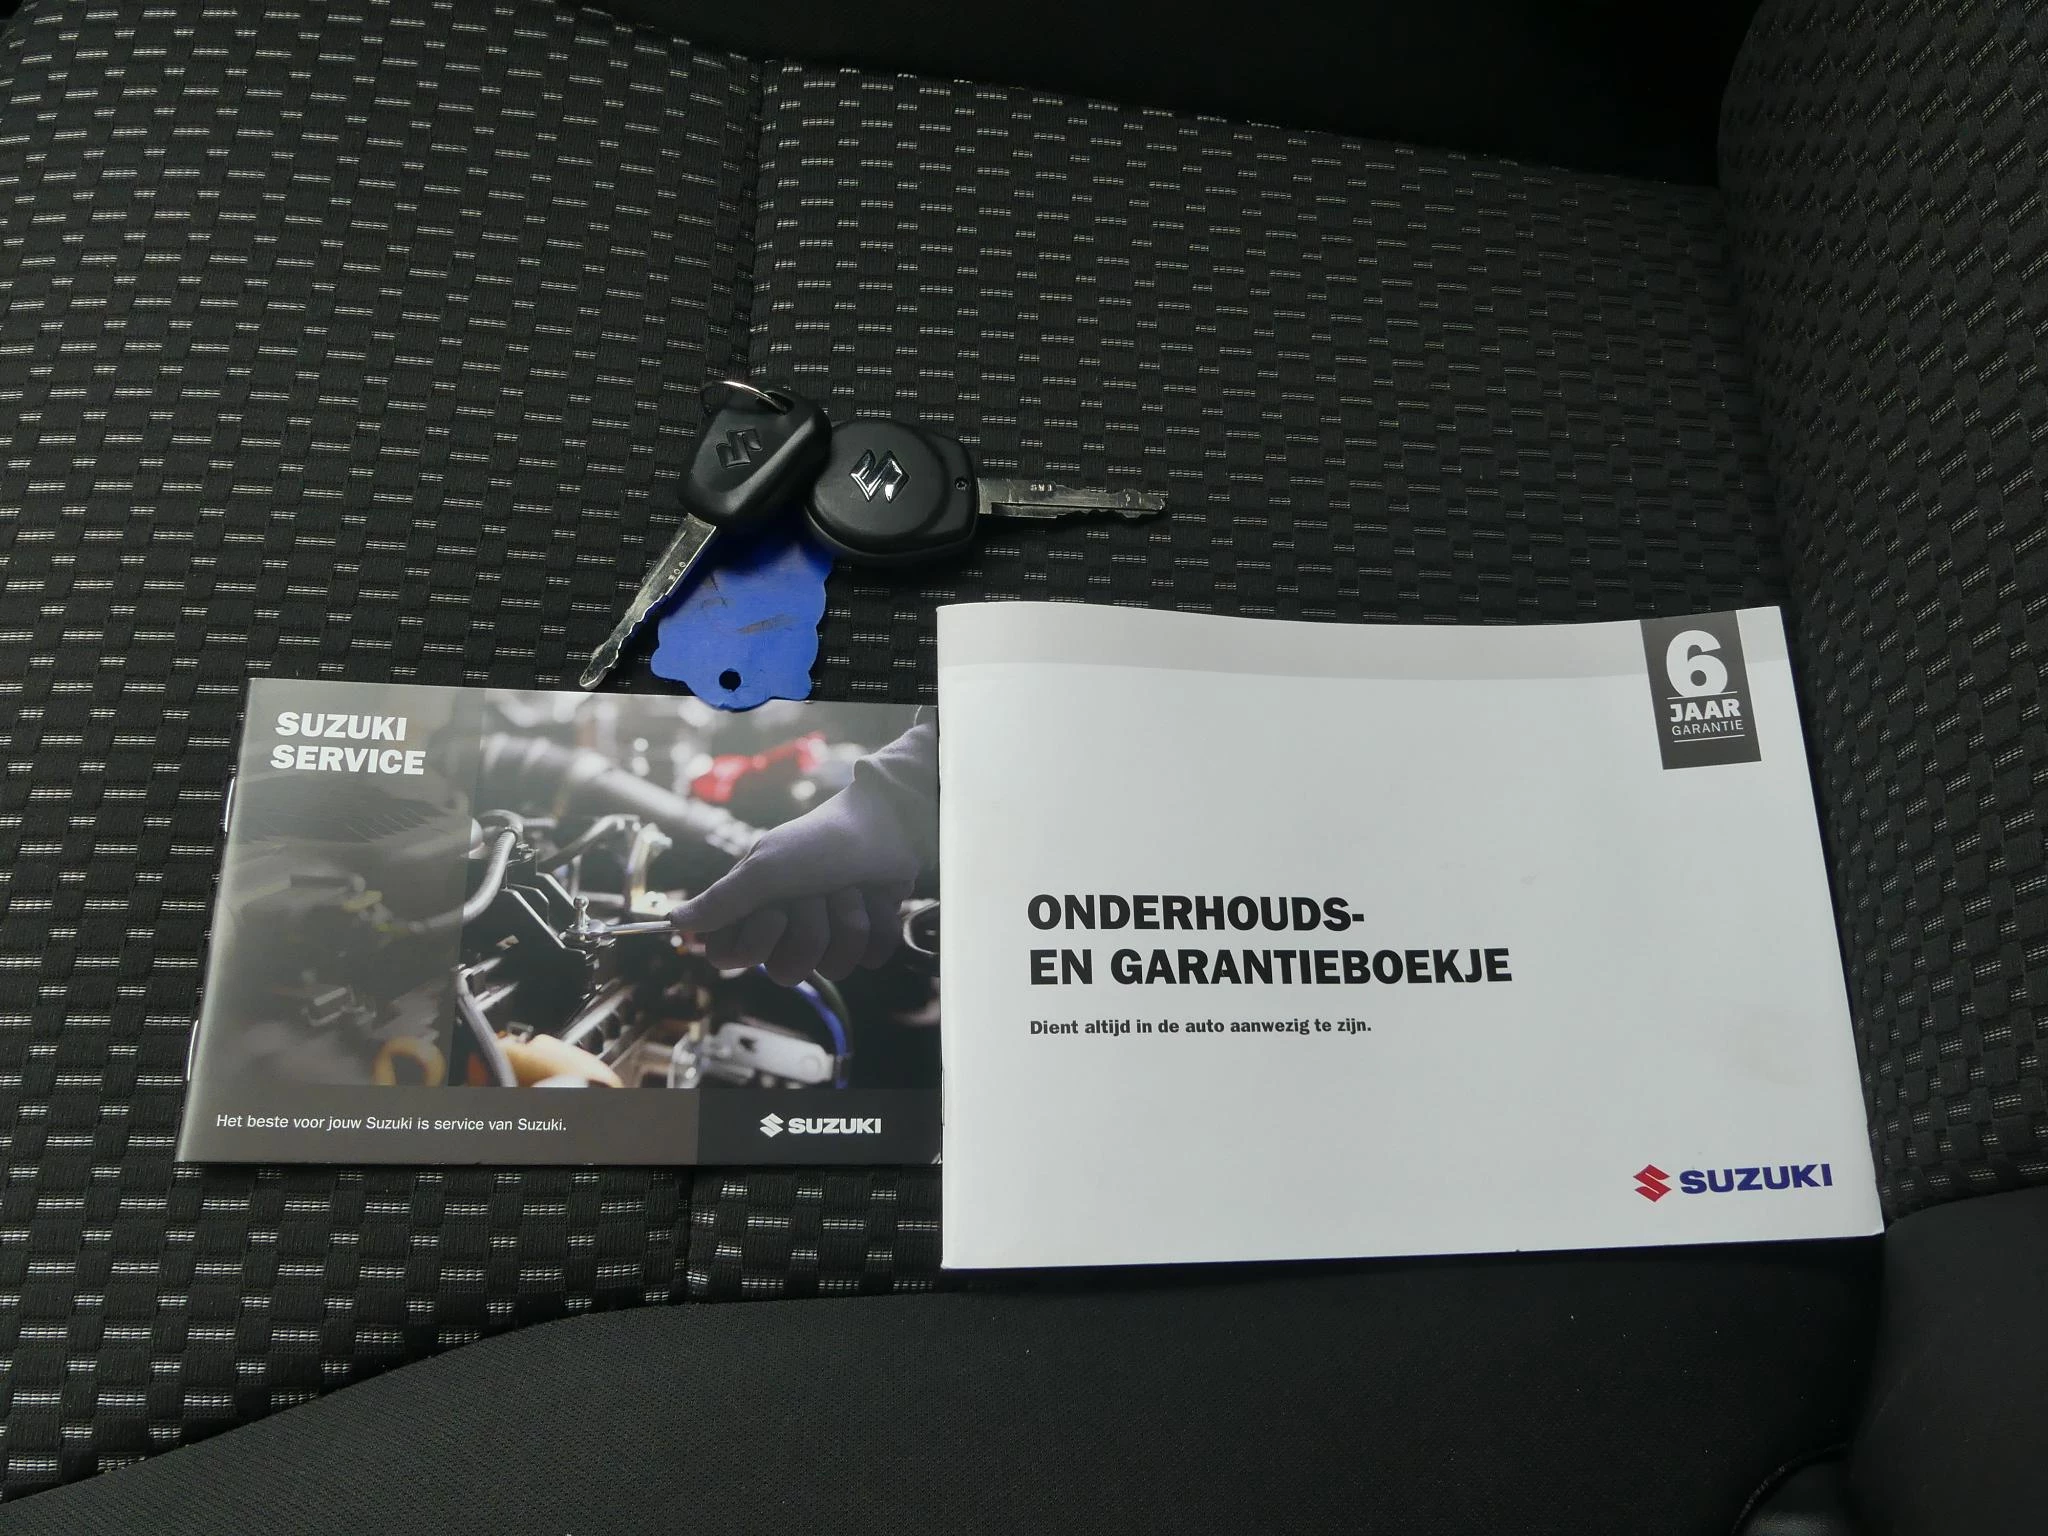 SUZUKI
SERVICE
Het beste voor jouw Suzuki is service van Suzuki.
SUZUKI
6
JAAR
GARANTIE
ONDERHOUDS-
EN GARANTIEBOEKJE
Dient altijd in de auto aanwezig te zijn.
SUZUKI